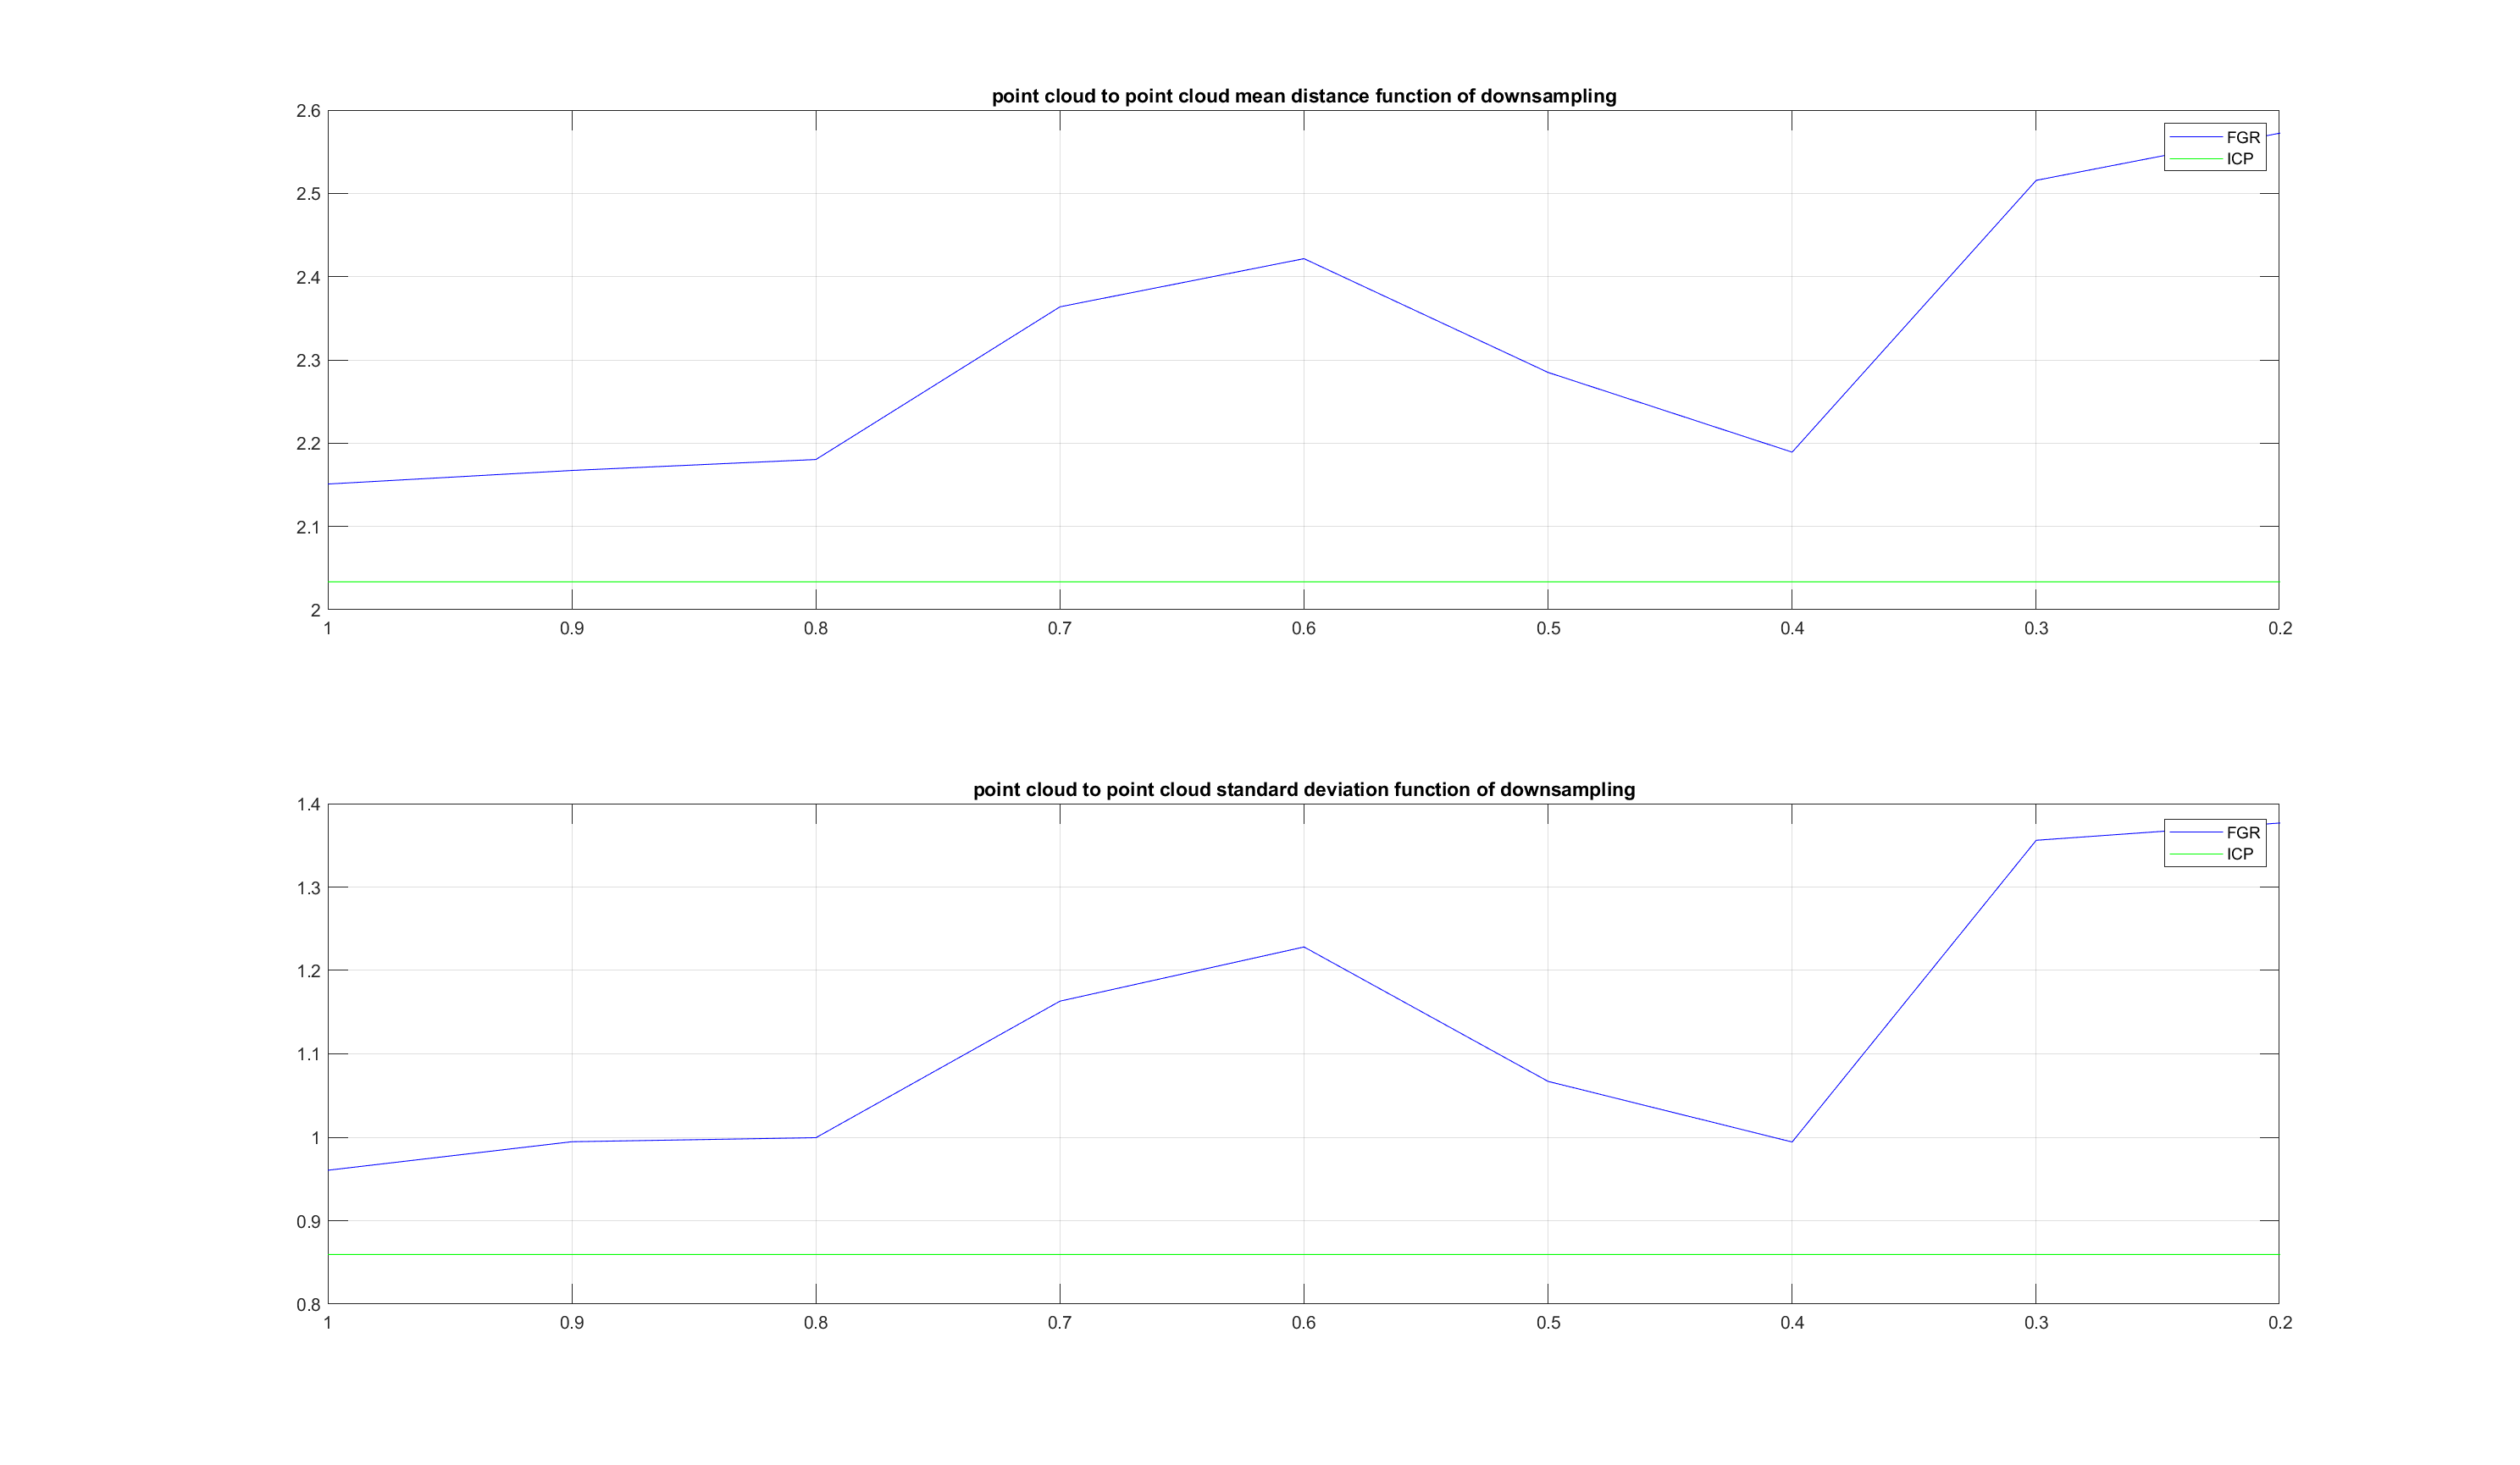 point cloud to point cloud mean distance function of downsampling
2.6
2.5
2.4
2.3
2.2
2.1
2
FGR
ICP
1 0.9 0.8 0.7 0.6 0.5 0.4 0.3 0.2
point cloud to point cloud standard deviation function of downsampling
1.4
1.3
1.2
1.1
1
0.9
0.8
FGR
ICP
1 0.9 0.8 0.7 0.6 0.5 0.4 0.3 0.2